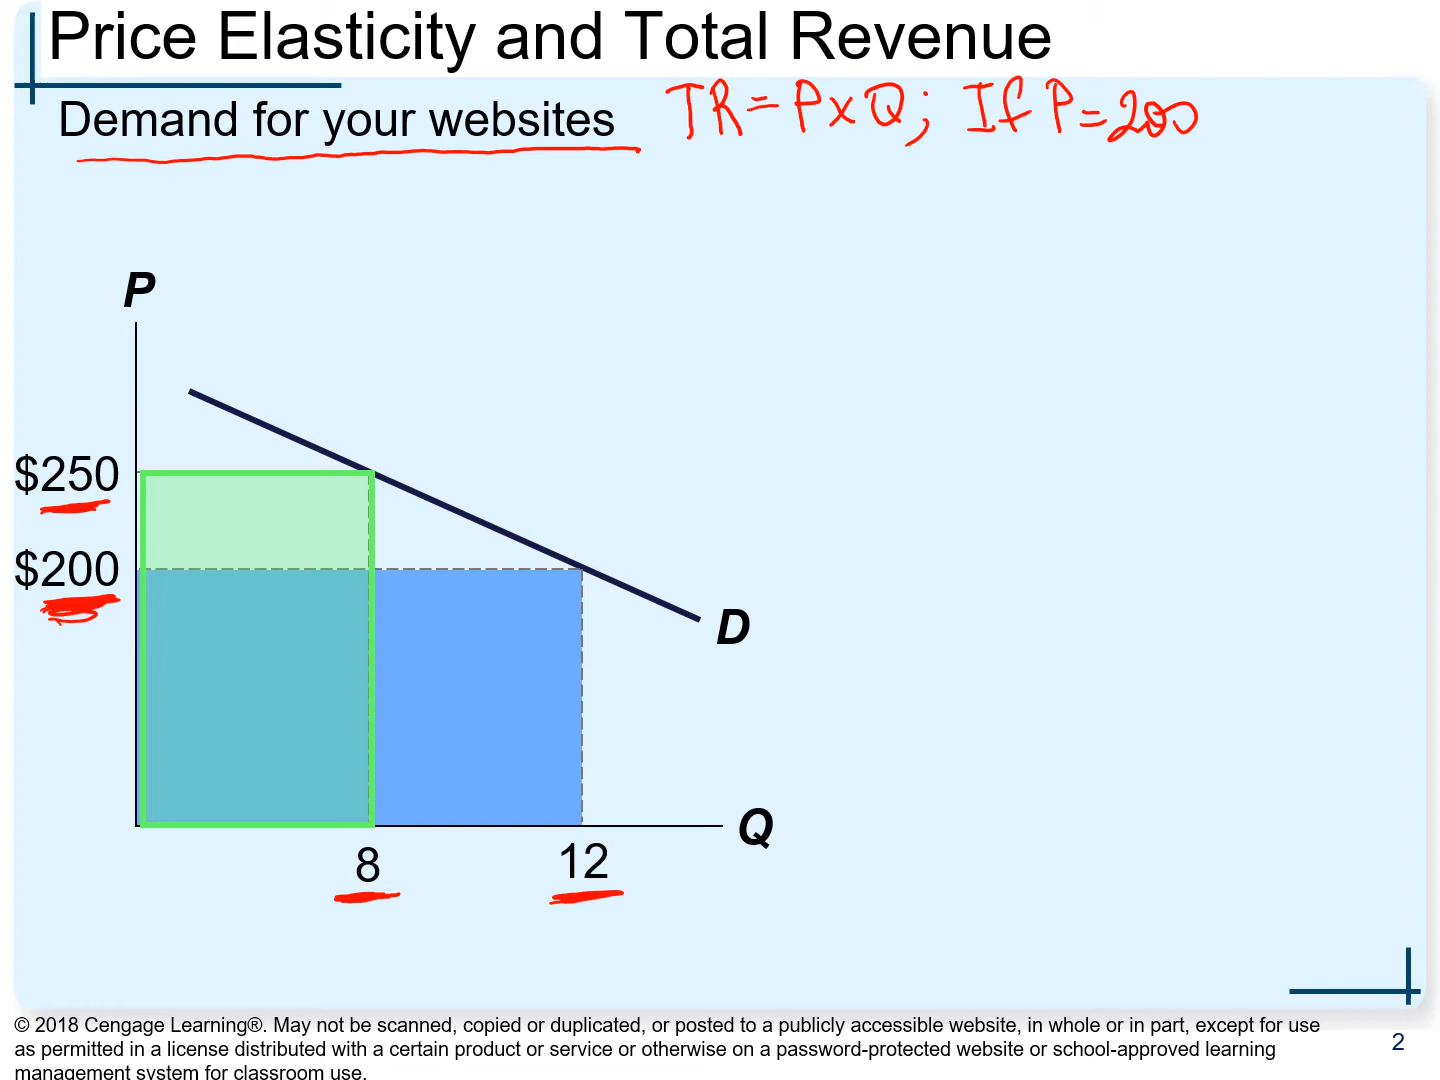 Price Elasticity and Total Revenue
Demand for your websites
TR = P x Q ; If P = 200
P
$250
$200
D
Q
8
12
© 2018 Cengage Learning®. May not be scanned, copied or duplicated, or posted to a publicly accessible website, in whole or in part, except for use
as permitted in a license distributed with a certain product or service or otherwise on a password-protected website or school-approved learning
management system for classroom use.
2